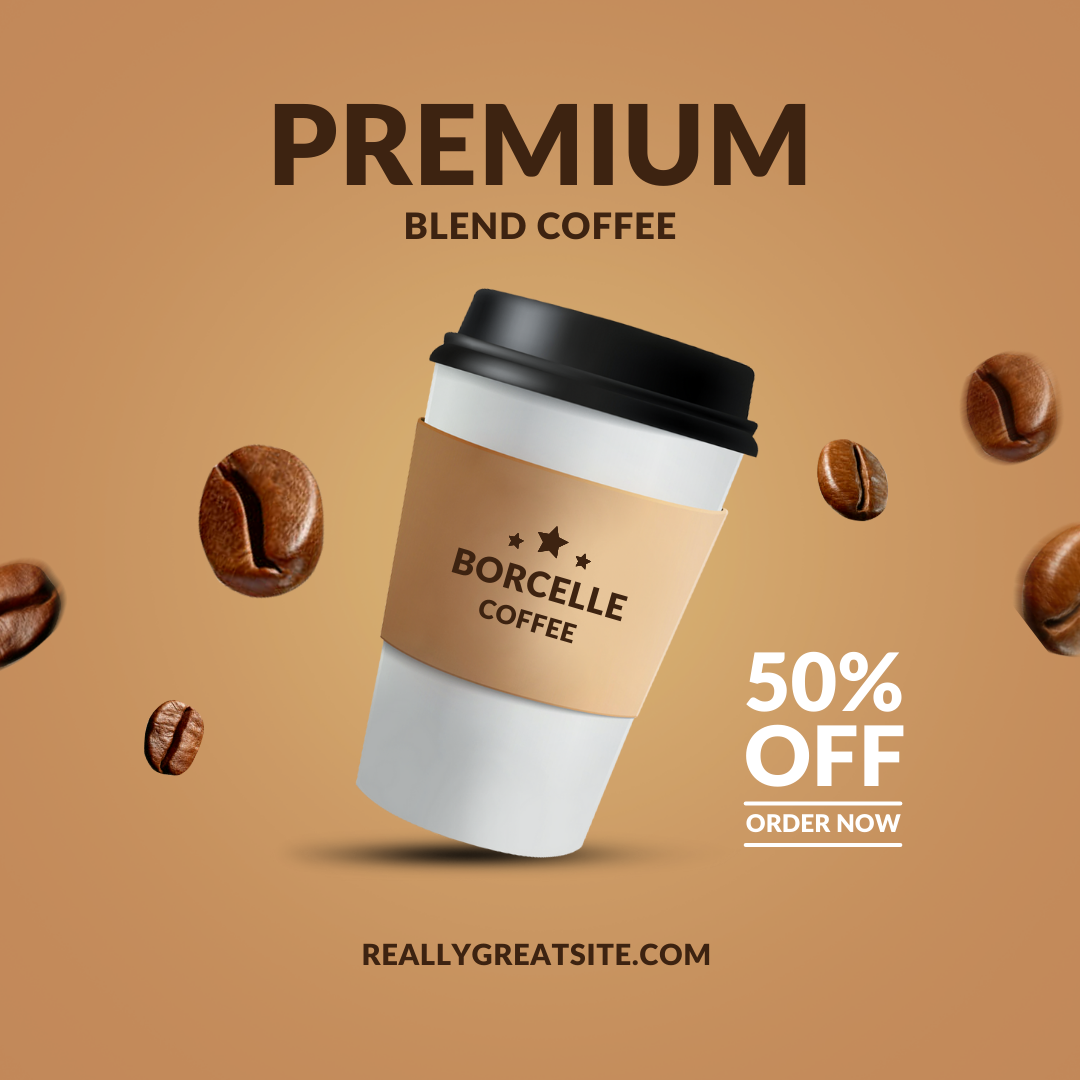 PREMIUM
BLEND COFFEE
BORCELLE
COFFEE
50%
OFF
ORDER NOW
REALLYGREATSITE.COM